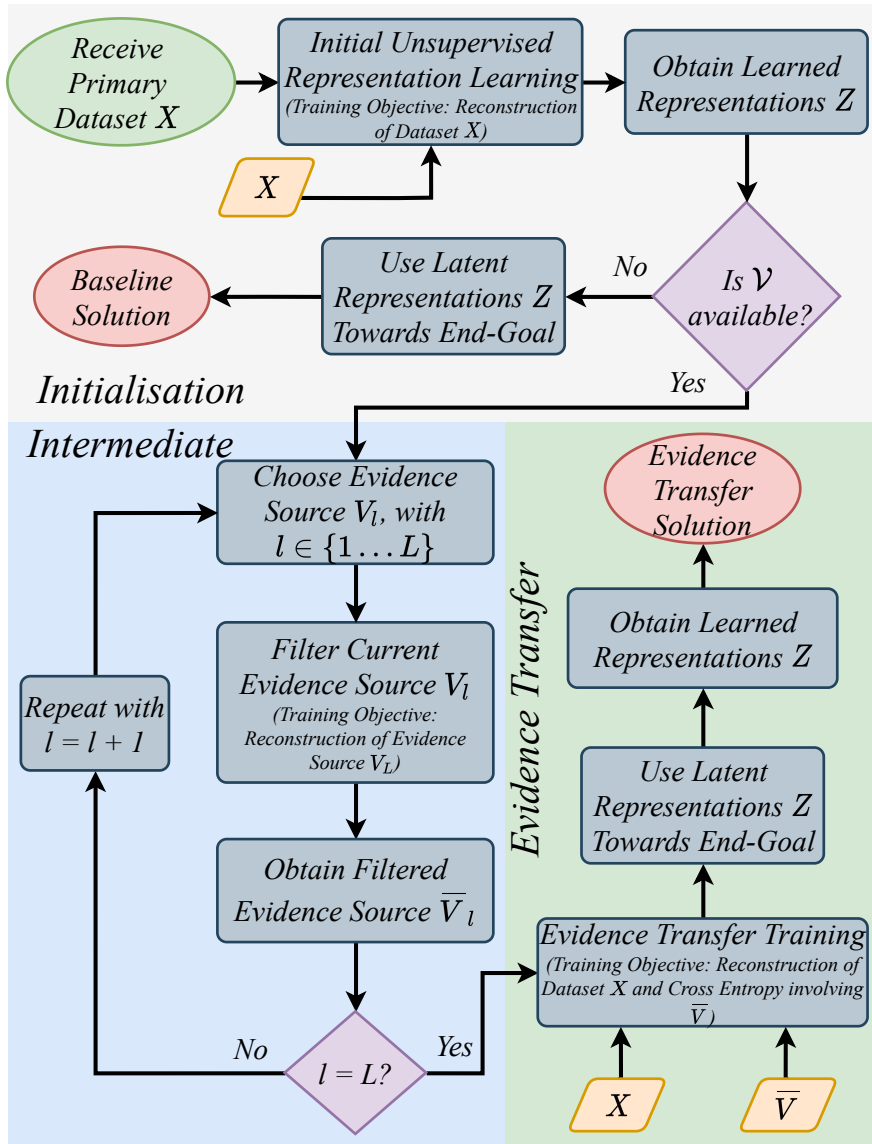 Receive
Primary
Dataset X
Initial Unsupervised
Representation Learning
(Training Objective: Reconstruction
of Dataset X)
Obtain Learned
Representations Z
X
Is 𝒱
available?
No
Use Latent
Representations Z
Towards End-Goal
Baseline
Solution
Yes
Initialisation
Intermediate
Choose Evidence
Source V_l, with
l ∈ {1 … L}
Filter Current
Evidence Source V_l
(Training Objective:
Reconstruction of Evidence
Source V_L)
Repeat with
l = l + 1
Obtain Filtered
Evidence Source V̅_l
l = L?
No
Yes
Evidence Transfer
Evidence
Transfer
Solution
Obtain Learned
Representations Z
Use Latent
Representations Z
Towards End-Goal
Evidence Transfer Training
(Training Objective: Reconstruction of
Dataset X and Cross Entropy involving
V̅)
X
V̅